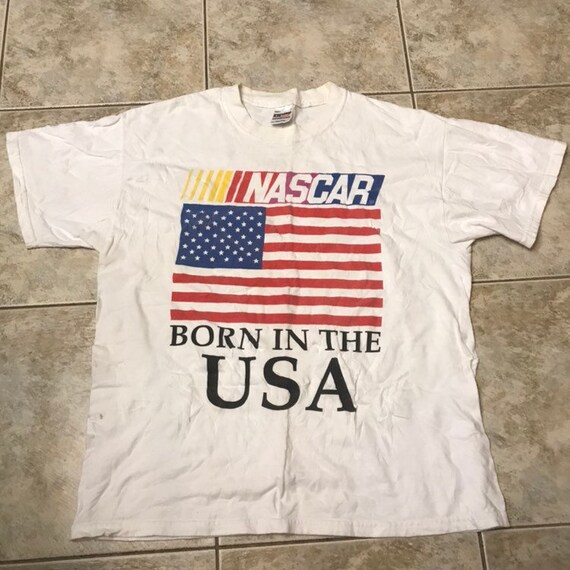 NASCAR
BORN IN THE
USA